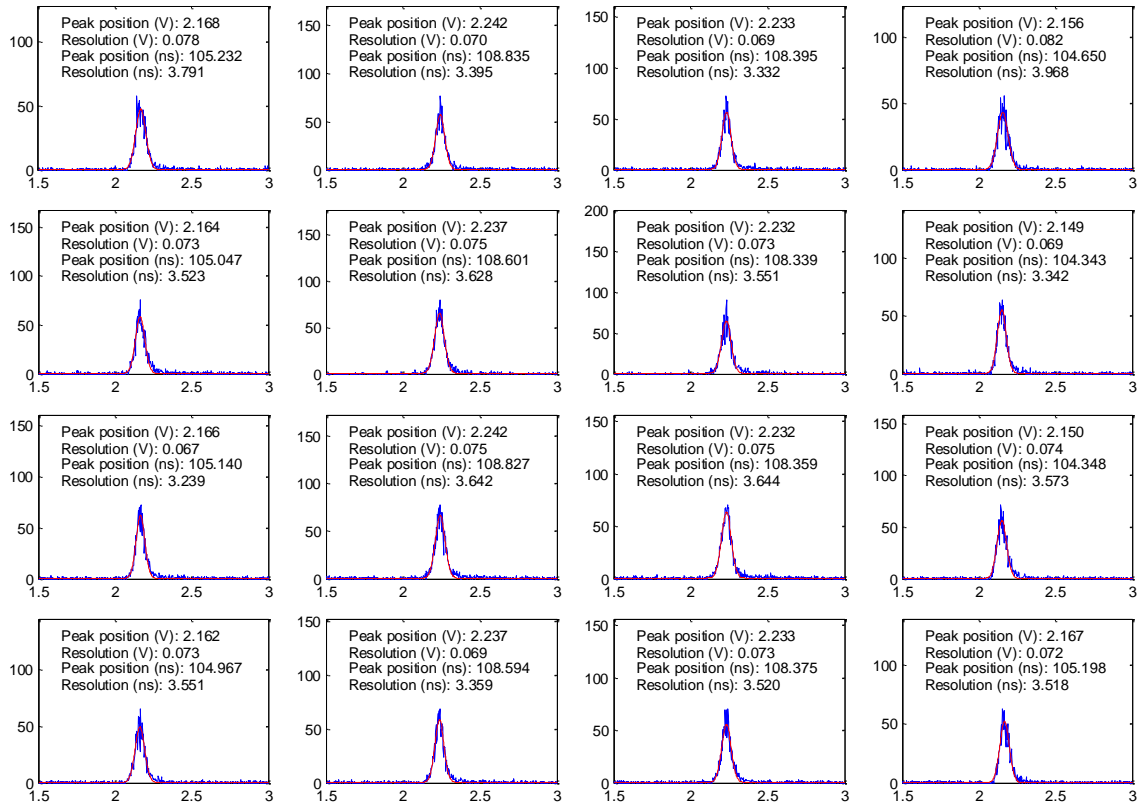 Peak position (V): 2.168
Resolution (V): 0.078
Peak position (ns): 105.232
Resolution (ns): 3.791
100
50
0
1.5 2 2.5 3
Peak position (V): 2.242
Resolution (V): 0.070
Peak position (ns): 108.835
Resolution (ns): 3.395
150
100
50
0
1.5 2 2.5 3
Peak position (V): 2.233
Resolution (V): 0.069
Peak position (ns): 108.395
Resolution (ns): 3.332
150
100
50
0
1.5 2 2.5 3
Peak position (V): 2.156
Resolution (V): 0.082
Peak position (ns): 104.650
Resolution (ns): 3.968
100
50
0
1.5 2 2.5 3
Peak position (V): 2.164
Resolution (V): 0.073
Peak position (ns): 105.047
Resolution (ns): 3.523
150
100
50
0
1.5 2 2.5 3
Peak position (V): 2.237
Resolution (V): 0.075
Peak position (ns): 108.601
Resolution (ns): 3.628
150
100
50
0
1.5 2 2.5 3
Peak position (V): 2.232
Resolution (V): 0.073
Peak position (ns): 108.339
Resolution (ns): 3.551
200
150
100
50
0
1.5 2 2.5 3
Peak position (V): 2.149
Resolution (V): 0.069
Peak position (ns): 104.343
Resolution (ns): 3.342
100
50
0
1.5 2 2.5 3
Peak position (V): 2.166
Resolution (V): 0.067
Peak position (ns): 105.140
Resolution (ns): 3.239
150
100
50
0
1.5 2 2.5 3
Peak position (V): 2.242
Resolution (V): 0.075
Peak position (ns): 108.827
Resolution (ns): 3.642
150
100
50
0
1.5 2 2.5 3
Peak position (V): 2.232
Resolution (V): 0.075
Peak position (ns): 108.359
Resolution (ns): 3.644
150
100
50
0
1.5 2 2.5 3
Peak position (V): 2.150
Resolution (V): 0.074
Peak position (ns): 104.348
Resolution (ns): 3.573
150
100
50
0
1.5 2 2.5 3
Peak position (V): 2.162
Resolution (V): 0.073
Peak position (ns): 104.967
Resolution (ns): 3.551
100
50
0
1.5 2 2.5 3
Peak position (V): 2.237
Resolution (V): 0.069
Peak position (ns): 108.594
Resolution (ns): 3.359
150
100
50
0
1.5 2 2.5 3
Peak position (V): 2.233
Resolution (V): 0.073
Peak position (ns): 108.375
Resolution (ns): 3.520
150
100
50
0
1.5 2 2.5 3
Peak position (V): 2.167
Resolution (V): 0.072
Peak position (ns): 105.198
Resolution (ns): 3.518
100
50
0
1.5 2 2.5 3